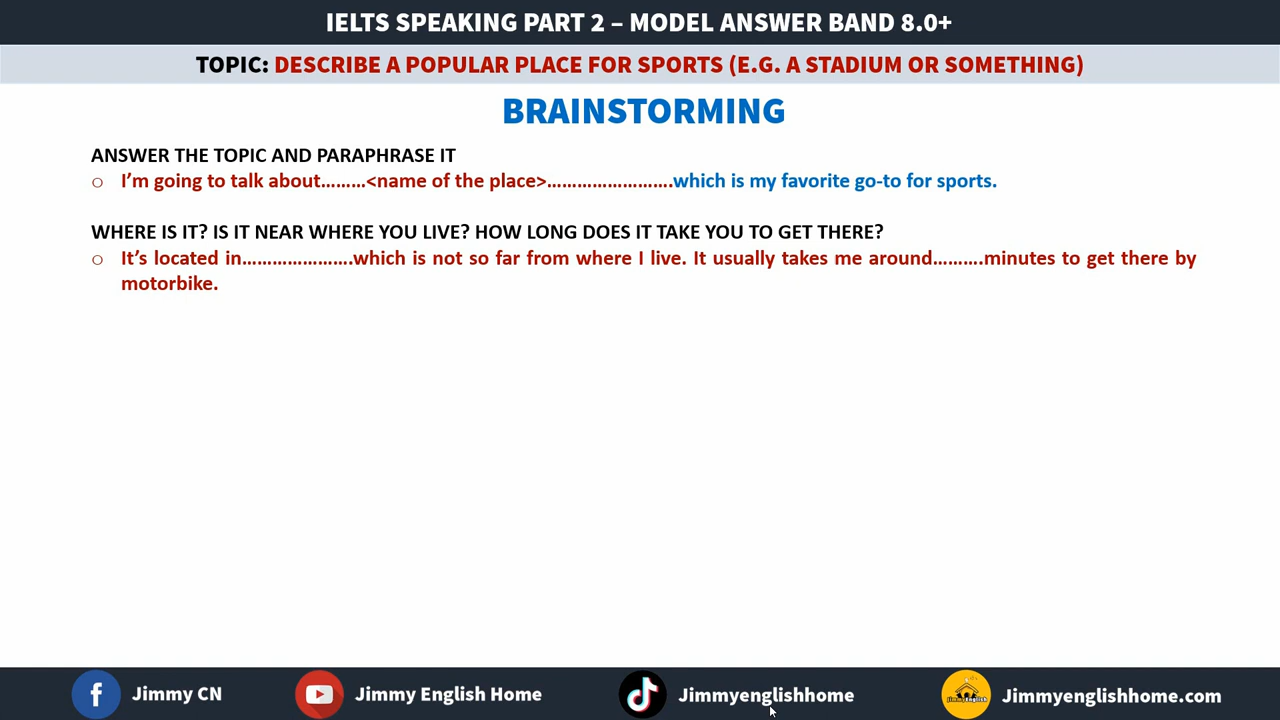 IELTS SPEAKING PART 2 – MODEL ANSWER BAND 8.0+
TOPIC: DESCRIBE A POPULAR PLACE FOR SPORTS (E.G. A STADIUM OR SOMETHING)
BRAINSTORMING
ANSWER THE TOPIC AND PARAPHRASE IT
○ I’m going to talk about………<name of the place>…………………….which is my favorite go-to for sports.
WHERE IS IT? IS IT NEAR WHERE YOU LIVE? HOW LONG DOES IT TAKE YOU TO GET THERE?
○ It’s located in………………….which is not so far from where I live. It usually takes me around……….minutes to get there by
motorbike.
Jimmy CN Jimmy English Home Jimmyenglishhome Jimmyenglishhome.com